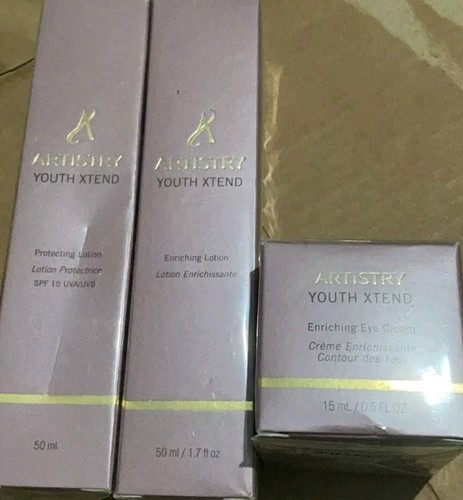 ARTISTRY
YOUTH XTEND
Protecting Lotion
Lotion Protectrice
SPF 15 UVA/UVB
50 ml
ARTISTRY
YOUTH XTEND
Enriching Lotion
Lotion Enrichissante
50 ml / 1.7 fl oz
ARTISTRY
YOUTH XTEND
Enriching Eye Cream
Crème Enrichissante
Contour des Yeux
15 mL / 0.5 FL OZ